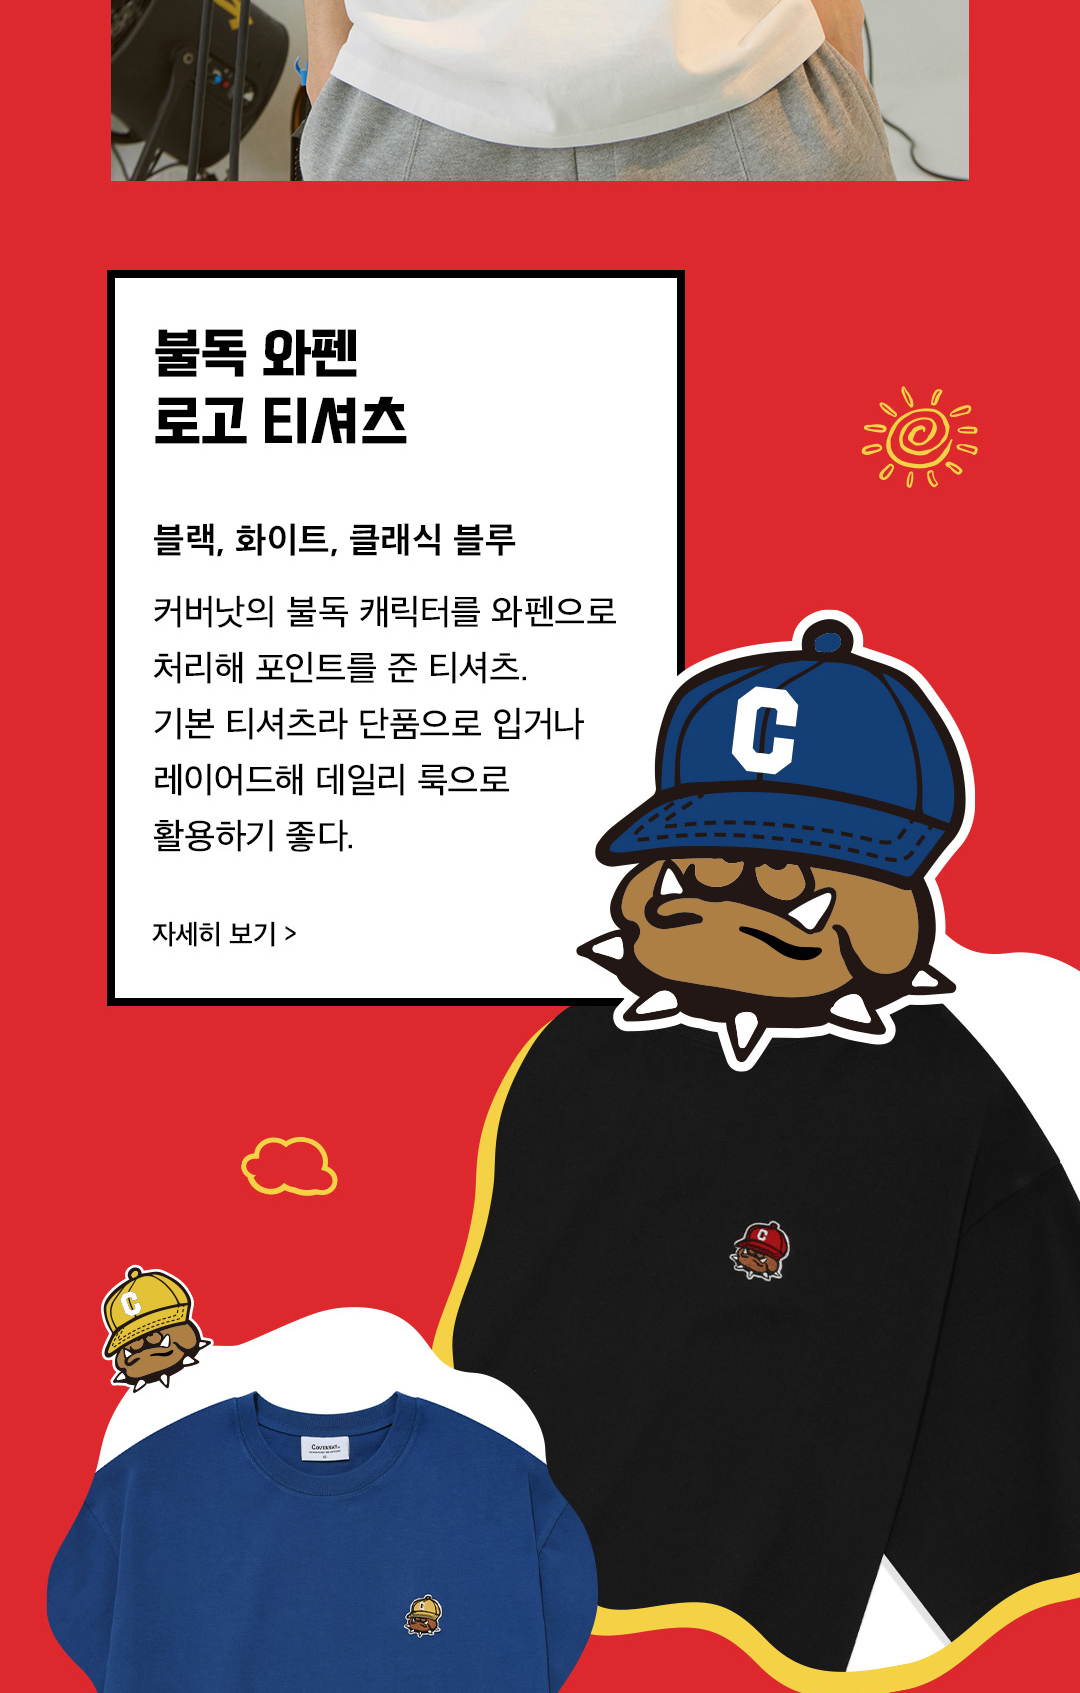 불독 와펜
로고 티셔츠
블랙, 화이트, 클래식 블루
커버낫의 불독 캐릭터를 와펜으로
처리해 포인트를 준 티셔츠.
기본 티셔츠라 단품으로 입거나
레이어드해 데일리 룩으로
활용하기 좋다.
자세히 보기 >
C
C
C
COVERNAT
C